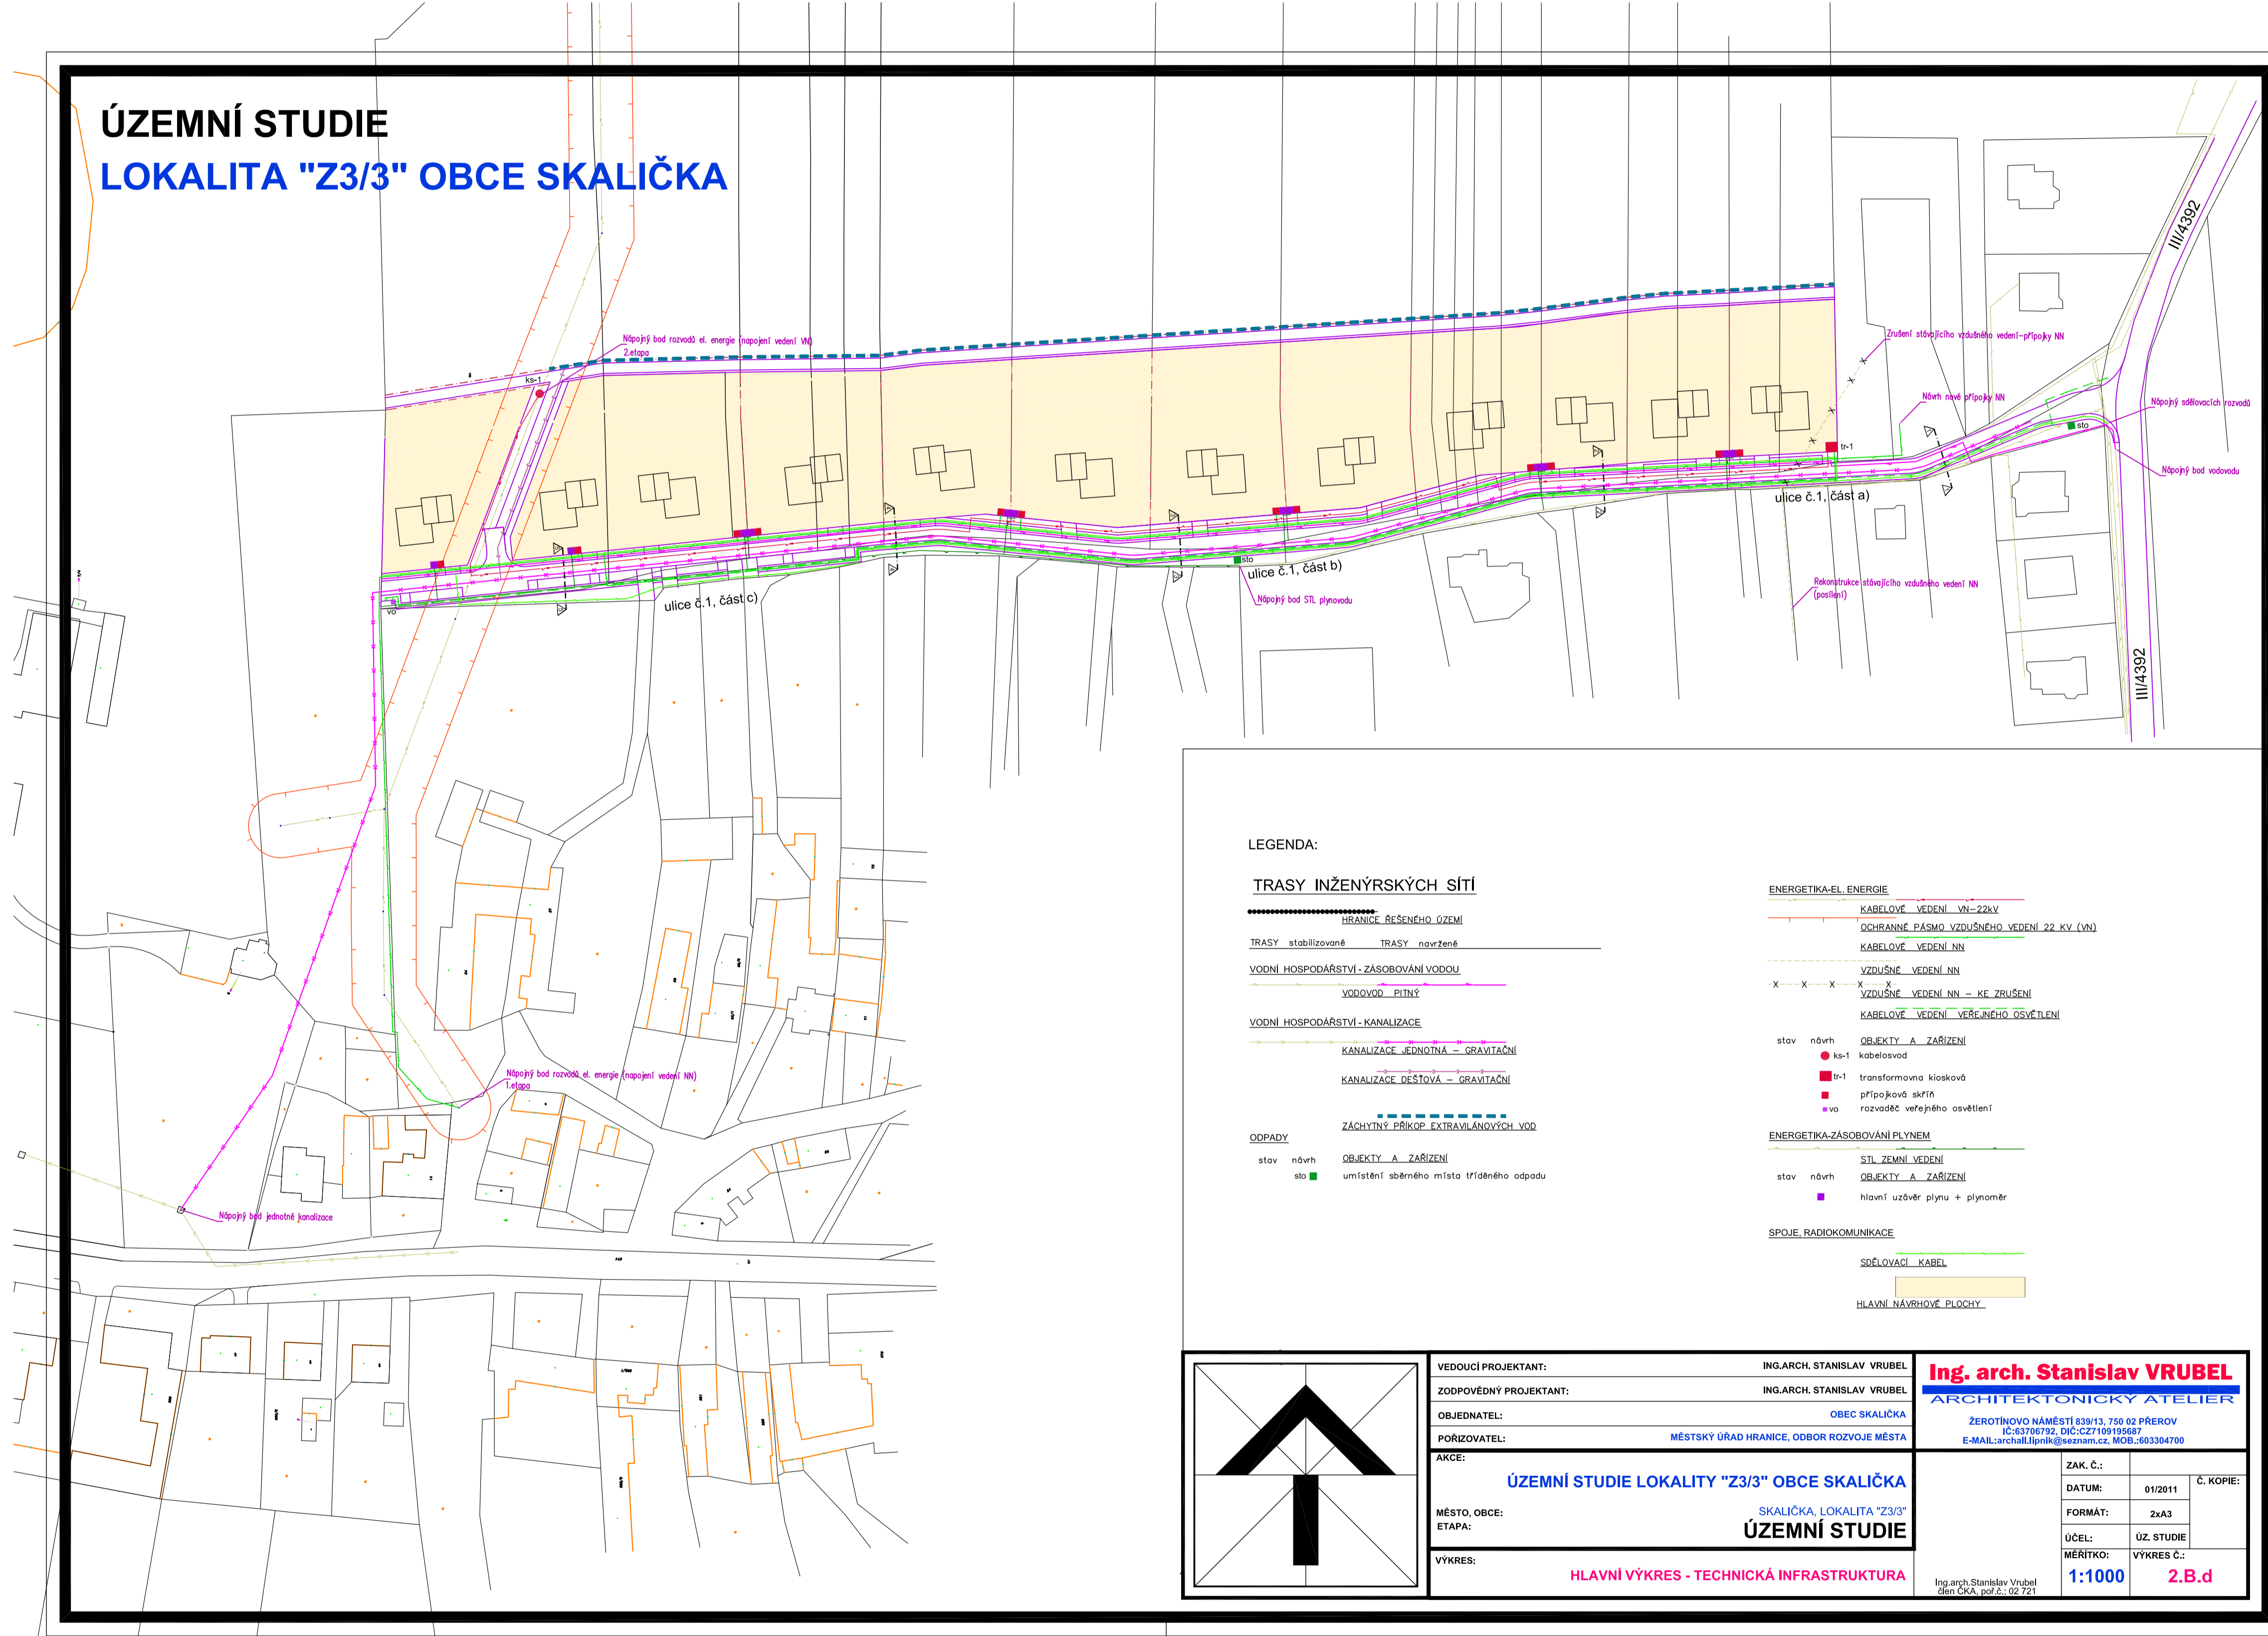 ÚZEMNÍ STUDIE
LOKALITA "Z3/3" OBCE SKALIČKA
III/4392
Nápojný bod rozvodů el. energie (napojení vedení VN)
2.etapa
ks-1
Zrušení stávajícího vzdušného vedení-přípojky NN
Návrh nové přípojky NN
Nápojný sdělovacích rozvodů
sto
tr-1
Nápojný bod vodovodu
ulice č.1, část a)
sto
ulice č.1, část b)
Rekonstrukce stávajícího vzdušného vedení NN
(posílení)
Nápojný bod STL plynovodu
ulice č.1, část c)
vo
III/4392
Nápojný bod rozvodů el. energie (napojení vedení NN)
1.etapa
Nápojný bod jednotné kanalizace
LEGENDA:
TRASY INŽENÝRSKÝCH SÍTÍ
HRANICE ŘEŠENÉHO ÚZEMÍ
TRASY stabilizované TRASY navržené
VODNÍ HOSPODÁŘSTVÍ - ZÁSOBOVÁNÍ VODOU
VODOVOD PITNÝ
VODNÍ HOSPODÁŘSTVÍ - KANALIZACE
KANALIZACE JEDNOTNÁ – GRAVITAČNÍ
KANALIZACE DEŠŤOVÁ – GRAVITAČNÍ
ZÁCHYTNÝ PŘÍKOP EXTRAVILÁNOVÝCH VOD
ODPADY
stav návrh OBJEKTY A ZAŘÍZENÍ
sto umístění sběrného místa tříděného odpadu
ENERGETIKA-EL. ENERGIE
KABELOVÉ VEDENÍ VN–22kV
OCHRANNÉ PÁSMO VZDUŠNÉHO VEDENÍ 22 KV (VN)
KABELOVÉ VEDENÍ NN
VZDUŠNÉ VEDENÍ NN
X X X X X
VZDUŠNÉ VEDENÍ NN – KE ZRUŠENÍ
KABELOVÉ VEDENÍ VEŘEJNÉHO OSVĚTLENÍ
stav návrh OBJEKTY A ZAŘÍZENÍ
ks-1 kabelosvod
tr-1 transformovna kiosková
přípojková skříň
vo rozvaděč veřejného osvětlení
ENERGETIKA-ZÁSOBOVÁNÍ PLYNEM
STL ZEMNÍ VEDENÍ
stav návrh OBJEKTY A ZAŘÍZENÍ
hlavní uzávěr plynu + plynoměr
SPOJE, RADIOKOMUNIKACE
SDĚLOVACÍ KABEL
HLAVNÍ NÁVRHOVÉ PLOCHY
VEDOUCÍ PROJEKTANT: ING.ARCH. STANISLAV VRUBEL
ZODPOVĚDNÝ PROJEKTANT: ING.ARCH. STANISLAV VRUBEL
OBJEDNATEL: OBEC SKALIČKA
POŘIZOVATEL: MĚSTSKÝ ÚŘAD HRANICE, ODBOR ROZVOJE MĚSTA
AKCE:
ÚZEMNÍ STUDIE LOKALITY "Z3/3" OBCE SKALIČKA
MĚSTO, OBCE: SKALIČKA, LOKALITA "Z3/3"
ETAPA: ÚZEMNÍ STUDIE
VÝKRES:
HLAVNÍ VÝKRES - TECHNICKÁ INFRASTRUKTURA
Ing. arch. Stanislav VRUBEL
ARCHITEKTONICKÝ ATELIÉR
ŽEROTÍNOVO NÁMĚSTÍ 839/13, 750 02 PŘEROV
IČ:63706792, DIČ:CZ7109195687
E-MAIL:archall.lipnik@seznam.cz, MOB.:603304700
Ing.arch.Stanislav Vrubel
člen ČKA, poř.č.: 02 721
ZAK. Č.:
DATUM: 01/2011
Č. KOPIE:
FORMÁT: 2xA3
ÚČEL: ÚZ. STUDIE
MĚŘÍTKO: VÝKRES Č.:
1:1000 2.B.d